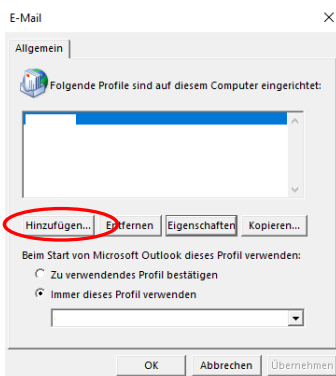 E-Mail
Allgemein
Folgende Profile sind auf diesem Computer eingerichtet:
Hinzufügen... Entfernen Eigenschaften Kopieren...
Beim Start von Microsoft Outlook dieses Profil verwenden:
Zu verwendendes Profil bestätigen
Immer dieses Profil verwenden
OK Abbrechen Übernehmen